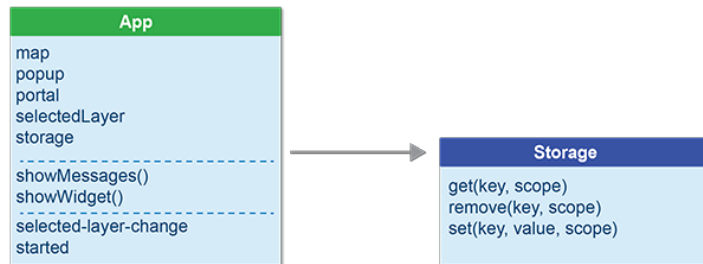 App
map
popup
portal
selectedLayer
storage
showMessages()
showWidget()
selected-layer-change
started
Storage
get(key, scope)
remove(key, scope)
set(key, value, scope)